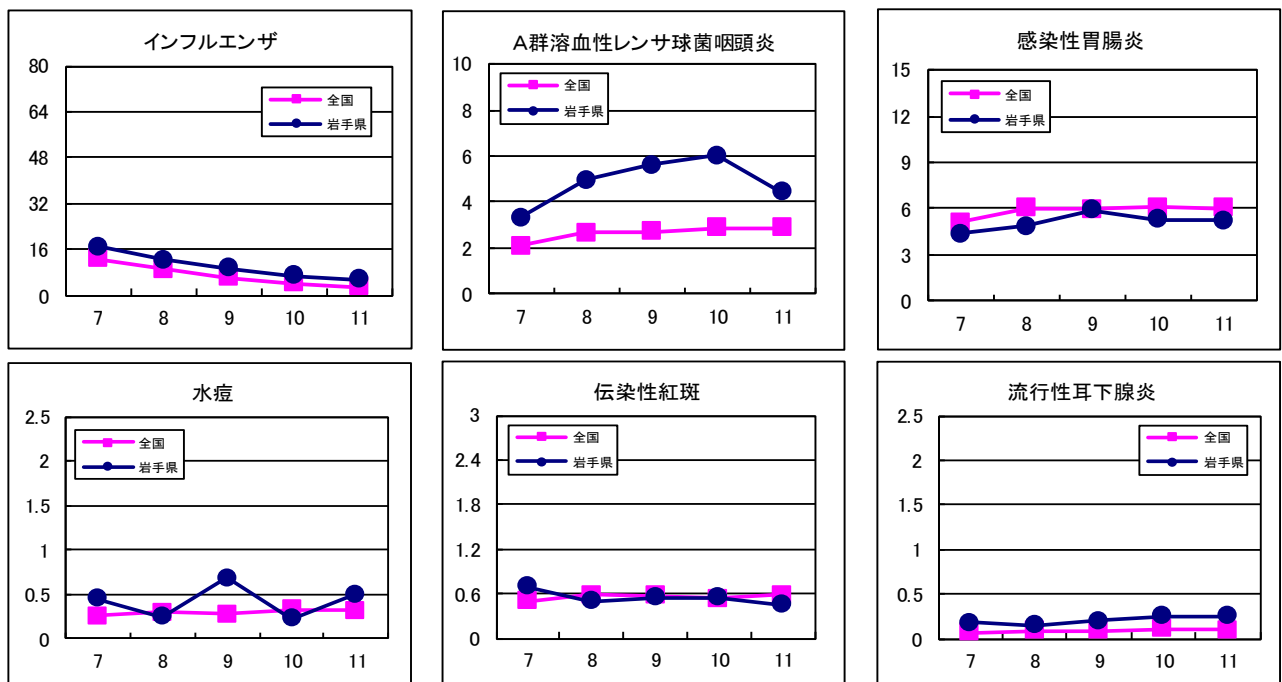 インフルエンザ
80
64
48
32
16
0
全国
岩手県
7 8 9 10 11
A群溶血性レンサ球菌咽頭炎
10
8
6
4
2
0
全国
岩手県
7 8 9 10 11
感染性胃腸炎
15
12
9
6
3
0
全国
岩手県
7 8 9 10 11
水痘
2.5
2
1.5
1
0.5
0
全国
岩手県
7 8 9 10 11
伝染性紅斑
3
2.4
1.8
1.2
0.6
0
全国
岩手県
7 8 9 10 11
流行性耳下腺炎
2.5
2
1.5
1
0.5
0
全国
岩手県
7 8 9 10 11